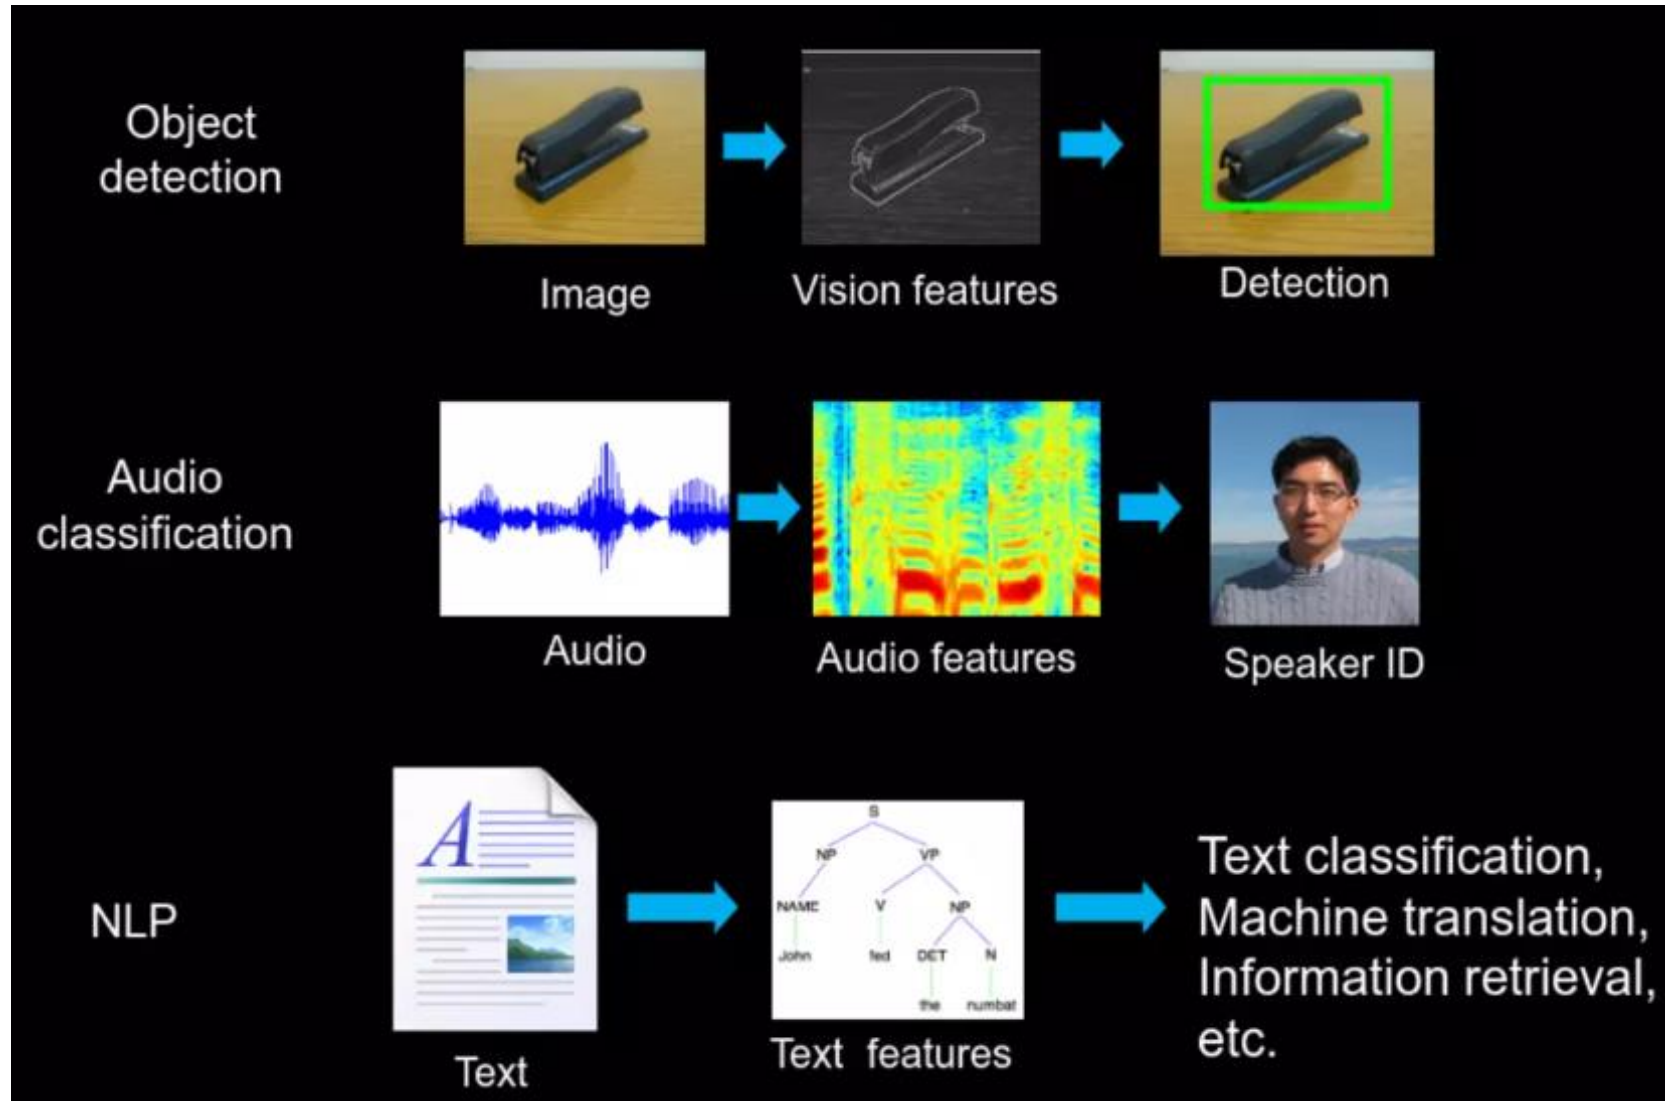 Object
detection
Image
Vision features
Detection
Audio
classification
Audio
Audio features
Speaker ID
NLP
A
S
NP VP
NAME V NP
John fed DET N
the numbat
Text
Text features
Text classification,
Machine translation,
Information retrieval,
etc.